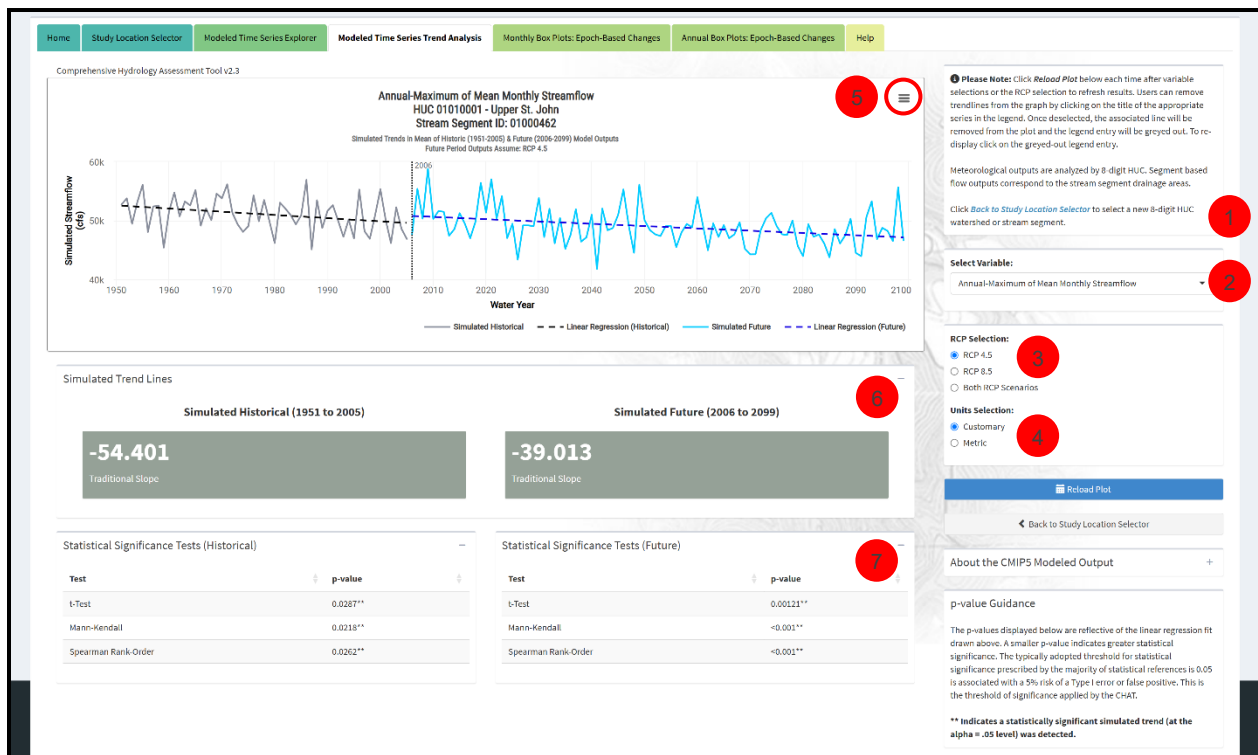 Home
Study Location Selector
Modeled Time Series Explorer
Modeled Time Series Trend Analysis
Monthly Box Plots: Epoch-Based Changes
Annual Box Plots: Epoch-Based Changes
Help
Comprehensive Hydrology Assessment Tool v2.3
Annual-Maximum of Mean Monthly Streamflow
HUC 01010001 - Upper St. John
Stream Segment ID: 01000462
Simulated Trends in Mean of Historic (1951-2005) & Future (2006-2099) Model Outputs
Future Period Outputs Assume: RCP 4.5
5
60k
50k
40k
Simulated Streamflow
(cfs)
2006
1950 1960 1970 1980 1990 2000 2010 2020 2030 2040 2050 2060 2070 2080 2090 2100
Water Year
Simulated Historical
Linear Regression (Historical)
Simulated Future
Linear Regression (Future)
Please Note: Click Reload Plot below each time after variable
selections or the RCP selection to refresh results. Users can remove
trendlines from the graph by clicking on the title of the appropriate
series in the legend. Once deselected, the associated line will be
removed from the plot and the legend entry will be greyed out. To re-
display click on the greyed-out legend entry.
Meteorological outputs are analyzed by 8-digit HUC. Segment based
flow outputs correspond to the stream segment drainage areas.
Click Back to Study Location Selector to select a new 8-digit HUC
watershed or stream segment.
1
Select Variable:
Annual-Maximum of Mean Monthly Streamflow
2
RCP Selection:
RCP 4.5
RCP 8.5
Both RCP Scenarios
3
Units Selection:
Customary
Metric
4
Reload Plot
Back to Study Location Selector
About the CMIP5 Modeled Output
p-value Guidance
The p-values displayed below are reflective of the linear regression fit
drawn above. A smaller p-value indicates greater statistical
significance. The typically adopted threshold for statistical
significance prescribed by the majority of statistical references is 0.05
is associated with a 5% risk of a Type I error or false positive. This is
the threshold of significance applied by the CHAT.
** Indicates a statistically significant simulated trend (at the
alpha = .05 level) was detected.
Simulated Trend Lines
6
Simulated Historical (1951 to 2005)
-54.401
Traditional Slope
Simulated Future (2006 to 2099)
-39.013
Traditional Slope
Statistical Significance Tests (Historical)
Test p-value
t-Test 0.0287**
Mann-Kendall 0.0218**
Spearman Rank-Order 0.0262**
Statistical Significance Tests (Future)
7
Test p-value
t-Test 0.00121**
Mann-Kendall <0.001**
Spearman Rank-Order <0.001**